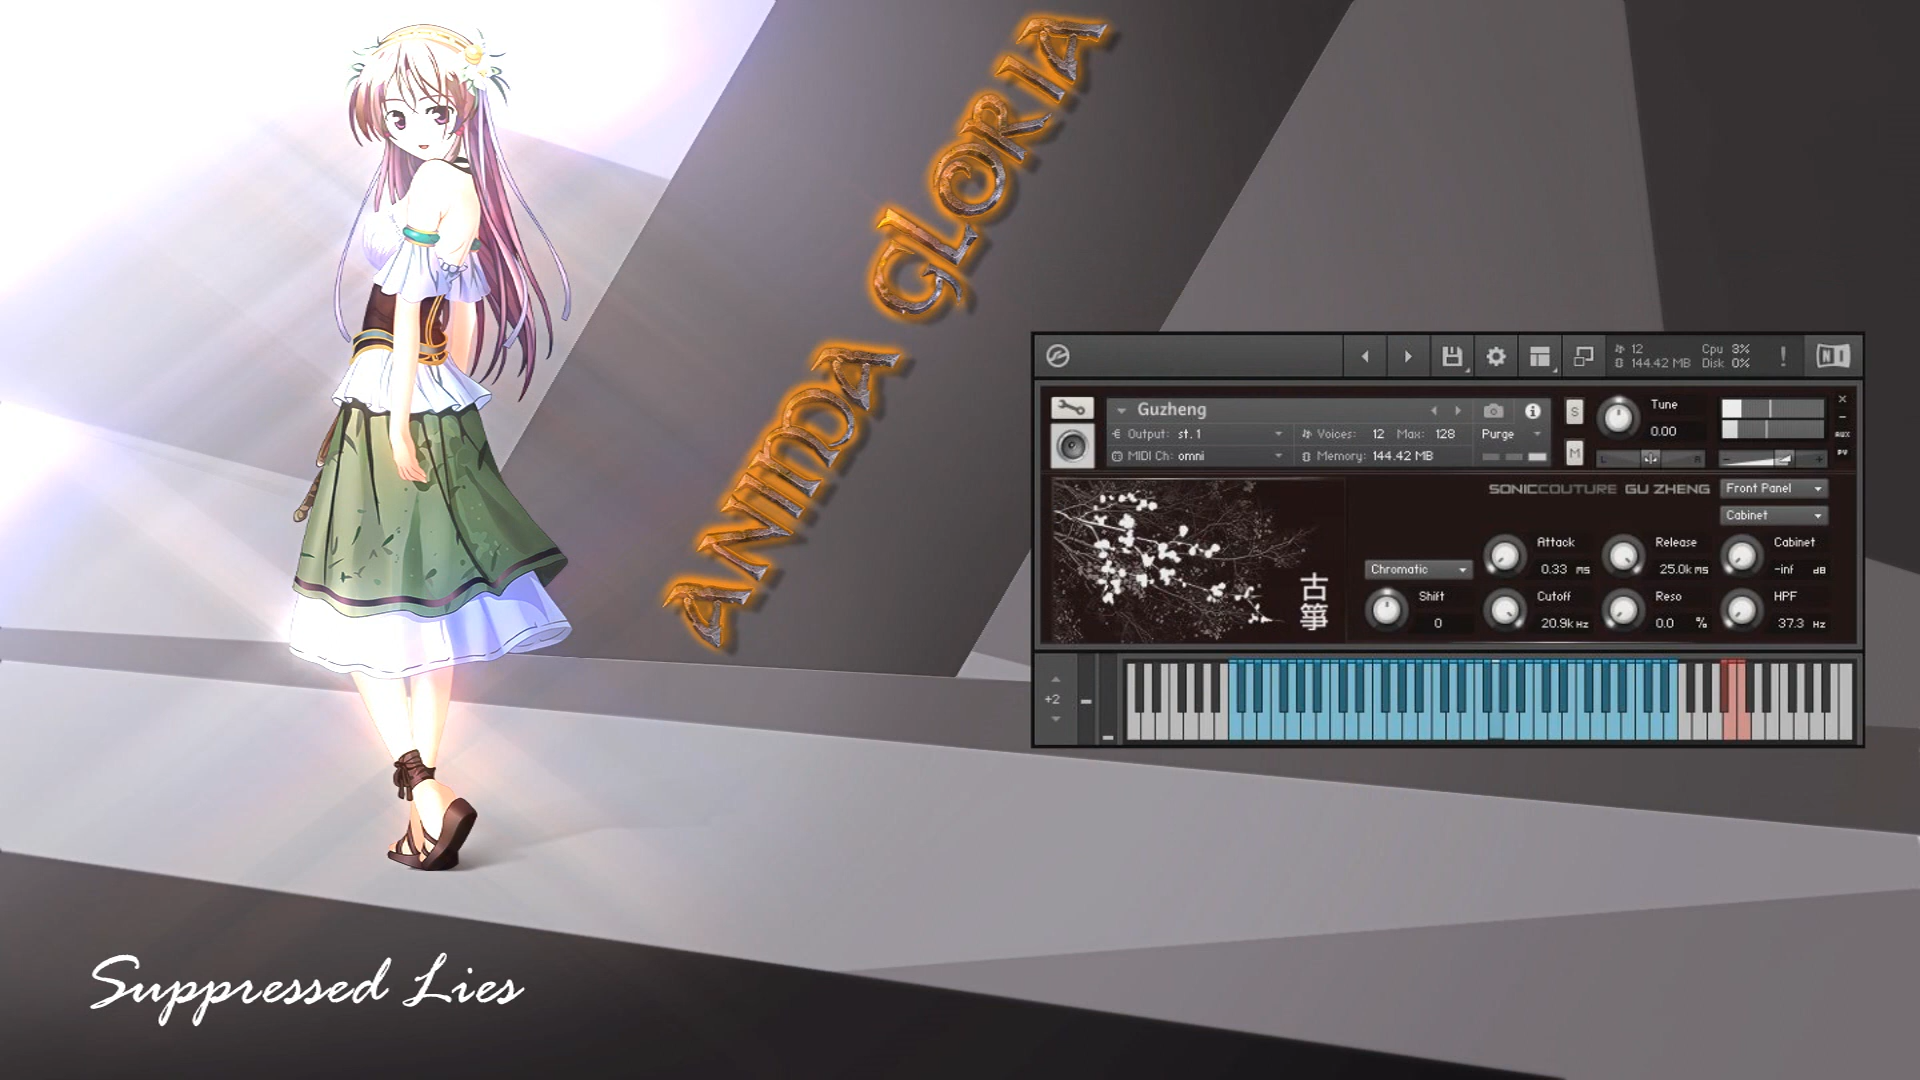 ANIMA GLORIA
12 Cpu 3%
144.42 MB Disk 0%
!
NI
Guzheng
i
S
Tune
0.00
Output: st.1
Voices: 12 Max: 128
Purge
MIDI Ch: omni
Memory: 144.42 MB
M
L R
- +
×
-
AUX
PV
SONICCOUTURE GU ZHENG
Front Panel
Cabinet
古箏
Chromatic
Attack
0.33 ms
Release
25.0k ms
Cabinet
-inf dB
Shift
0
Cutoff
20.9k Hz
Reso
0.0 %
HPF
37.3 Hz
+2
Suppressed Lies